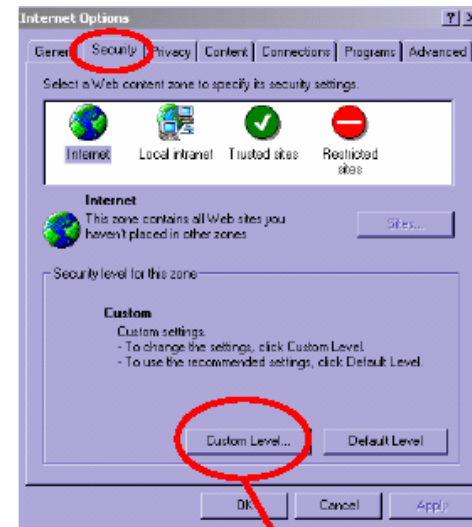 Internet Options
General Security Privacy Content Connections Programs Advanced
Select a Web content zone to specify its security settings.
Internet Local intranet Trusted sites Restricted
sites
Internet
This zone contains all Web sites you
haven't placed in other zones
Sites...
Security level for this zone
Custom
Custom settings.
- To change the settings, click Custom Level.
- To use the recommended settings, click Default Level.
Custom Level... Default Level
OK Cancel Apply